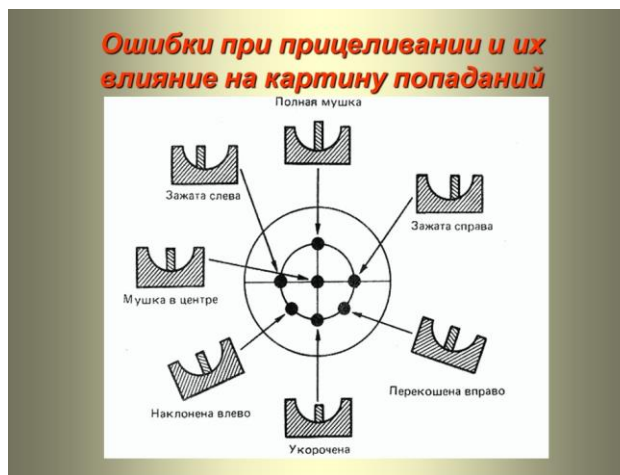 Ошибки при прицеливании и их
влияние на картину попаданий
Полная мушка
Зажата слева
Зажата справа
Мушка в центре
Перекошена вправо
Наклонена влево
Укорочена